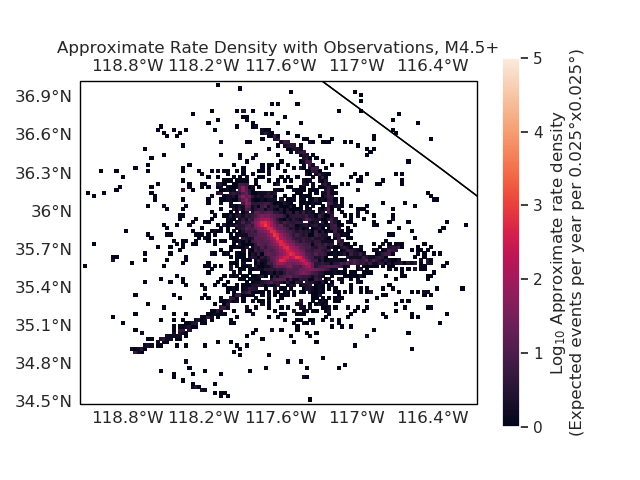 Approximate Rate Density with Observations, M4.5+
118.8°W 118.2°W 117.6°W 117°W 116.4°W
36.9°N
36.6°N
36.3°N
36°N
35.7°N
35.4°N
35.1°N
34.8°N
34.5°N
118.8°W 118.2°W 117.6°W 117°W 116.4°W
5
4
3
2
1
0
Log10 Approximate rate density
(Expected events per year per 0.025°x0.025°)